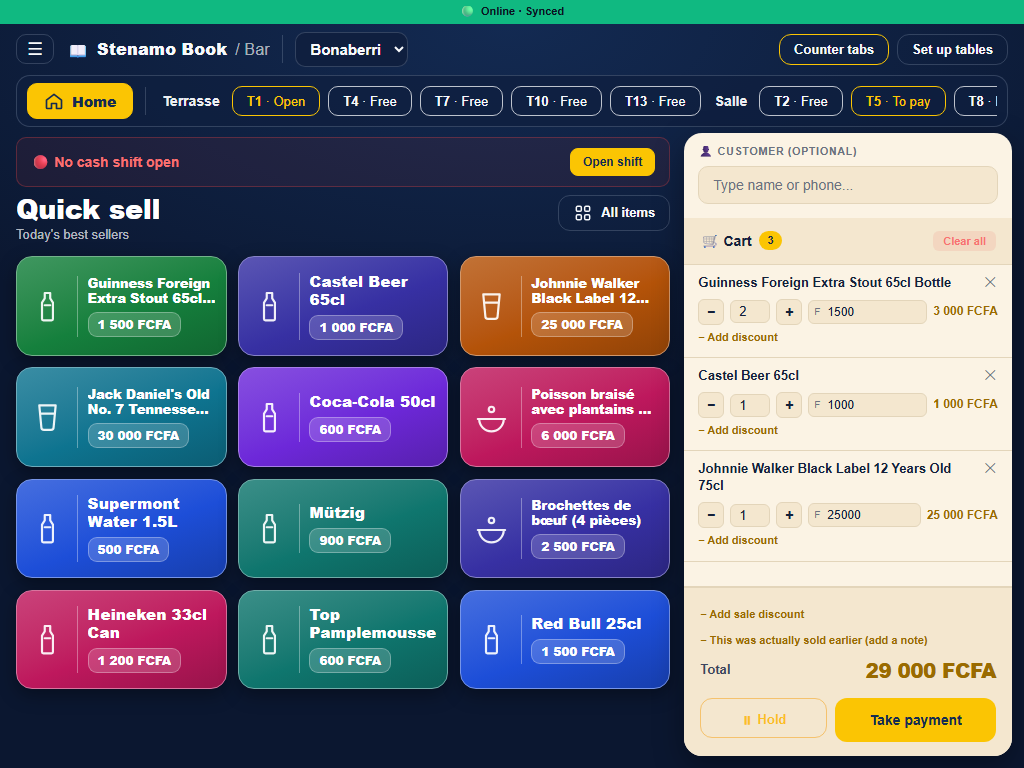 Online · Synced
Stenamo Book / Bar
Bonaberri
Counter tabs
Set up tables
Home
Terrasse
T1 · Open
T4 · Free
T7 · Free
T10 · Free
T13 · Free
Salle
T2 · Free
T5 · To pay
T8 ·
No cash shift open
Open shift
Quick sell
Today's best sellers
All items
Guinness Foreign
Extra Stout 65cl...
1 500 FCFA
Castel Beer
65cl
1 000 FCFA
Johnnie Walker
Black Label 12...
25 000 FCFA
Jack Daniel's Old
No. 7 Tennesse...
30 000 FCFA
Coca-Cola 50cl
600 FCFA
Poisson braisé
avec plantains ...
6 000 FCFA
Supermont
Water 1.5L
500 FCFA
Mützig
900 FCFA
Brochettes de
bœuf (4 pièces)
2 500 FCFA
Heineken 33cl
Can
1 200 FCFA
Top
Pamplemousse
600 FCFA
Red Bull 25cl
1 500 FCFA
CUSTOMER (OPTIONAL)
Type name or phone...
Cart 3
Clear all
Guinness Foreign Extra Stout 65cl Bottle
− 2 + F 1500 3 000 FCFA
– Add discount
Castel Beer 65cl
− 1 + F 1000 1 000 FCFA
– Add discount
Johnnie Walker Black Label 12 Years Old
75cl
− 1 + F 25000 25 000 FCFA
– Add discount
– Add sale discount
– This was actually sold earlier (add a note)
Total 29 000 FCFA
Hold
Take payment